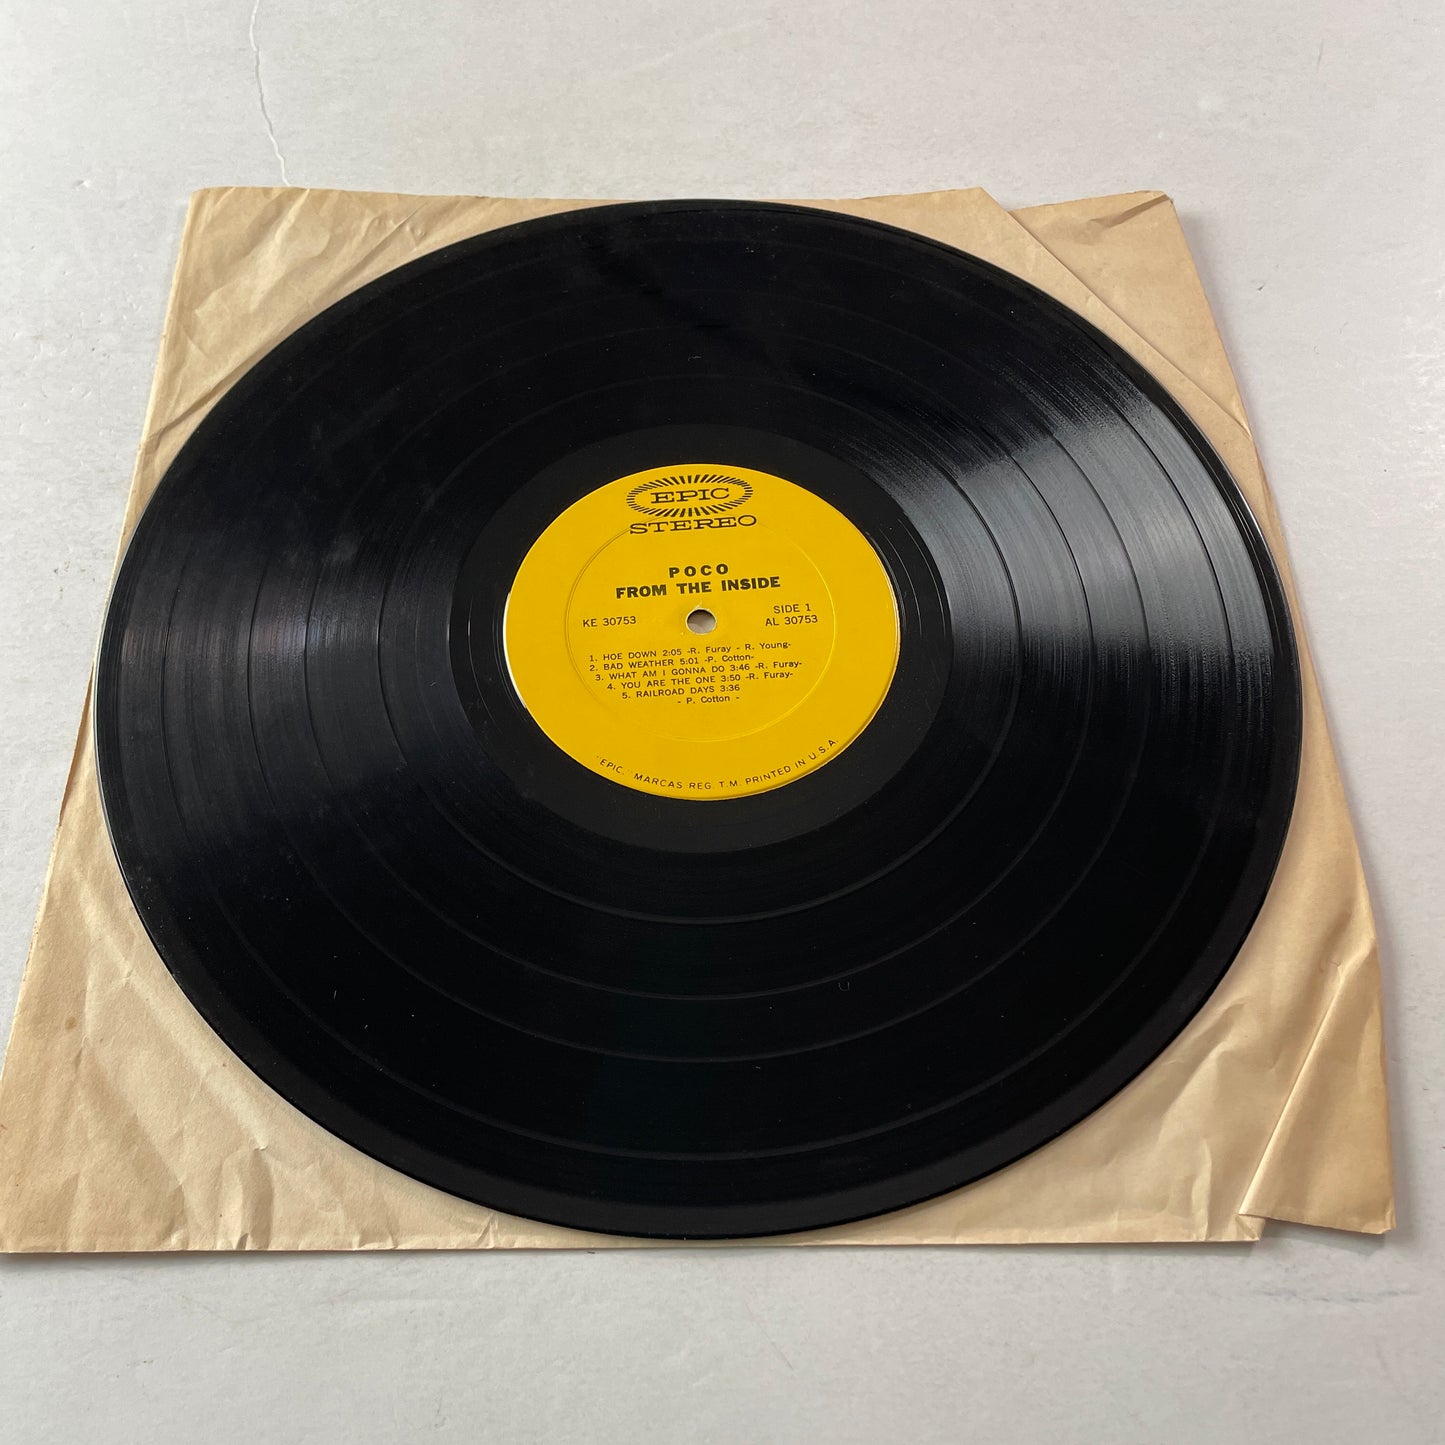 EPIC
STEREO
POCO
FROM THE INSIDE
KE 30753
SIDE 1
AL 30753
1. HOE DOWN 2:05 -R. Furay - R. Young-
2. BAD WEATHER 5:01 -P. Cotton-
3. WHAT AM I GONNA DO 3:46 -R. Furay-
4. YOU ARE THE ONE 3:50 -R. Furay-
5. RAILROAD DAYS 3:36
- P. Cotton -
"EPIC," MARCAS REG. T.M. PRINTED IN U.S.A.